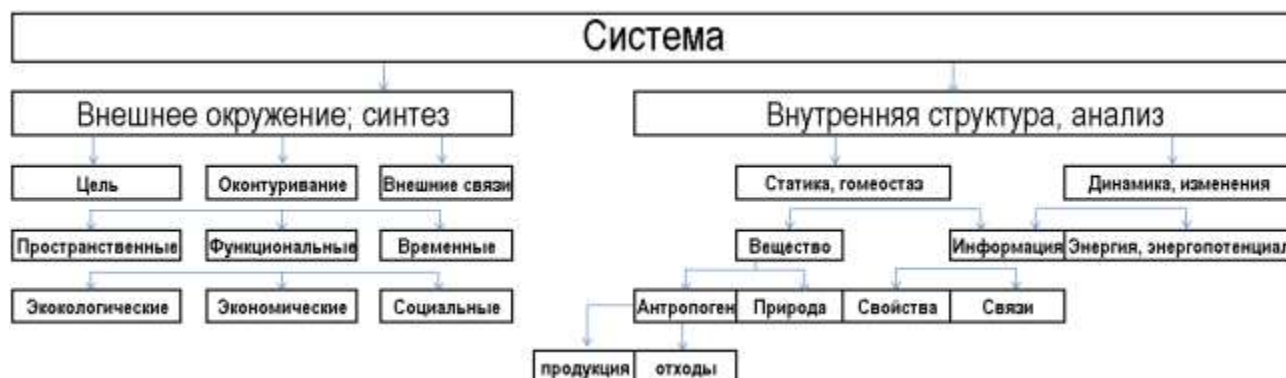 Система
Внешнее окружение; синтез
Внутренняя структура, анализ
Цель
Оконтуривание
Внешние связи
Статика, гомеостаз
Динамика, изменения
Пространственные
Функциональные
Временные
Вещество
Информация
Энергия, энергопотенциал
Экокологические
Экономические
Социальные
Антропоген
Природа
Свойства
Связи
продукция
отходы